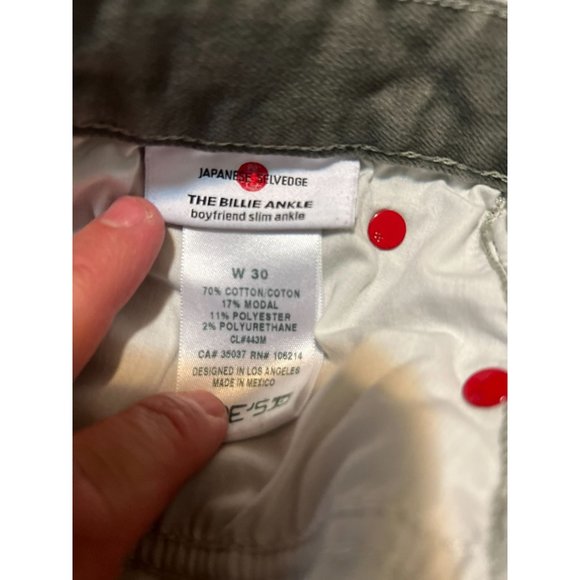 JAPANESE SELVEDGE
THE BILLIE ANKLE
boyfriend slim ankle
W 30
70% COTTON/COTON
17% MODAL
11% POLYESTER
2% POLYURETHANE
CL#443M
CA# 35037 RN# 106214
DESIGNED IN LOS ANGELES
MADE IN MEXICO
E'S